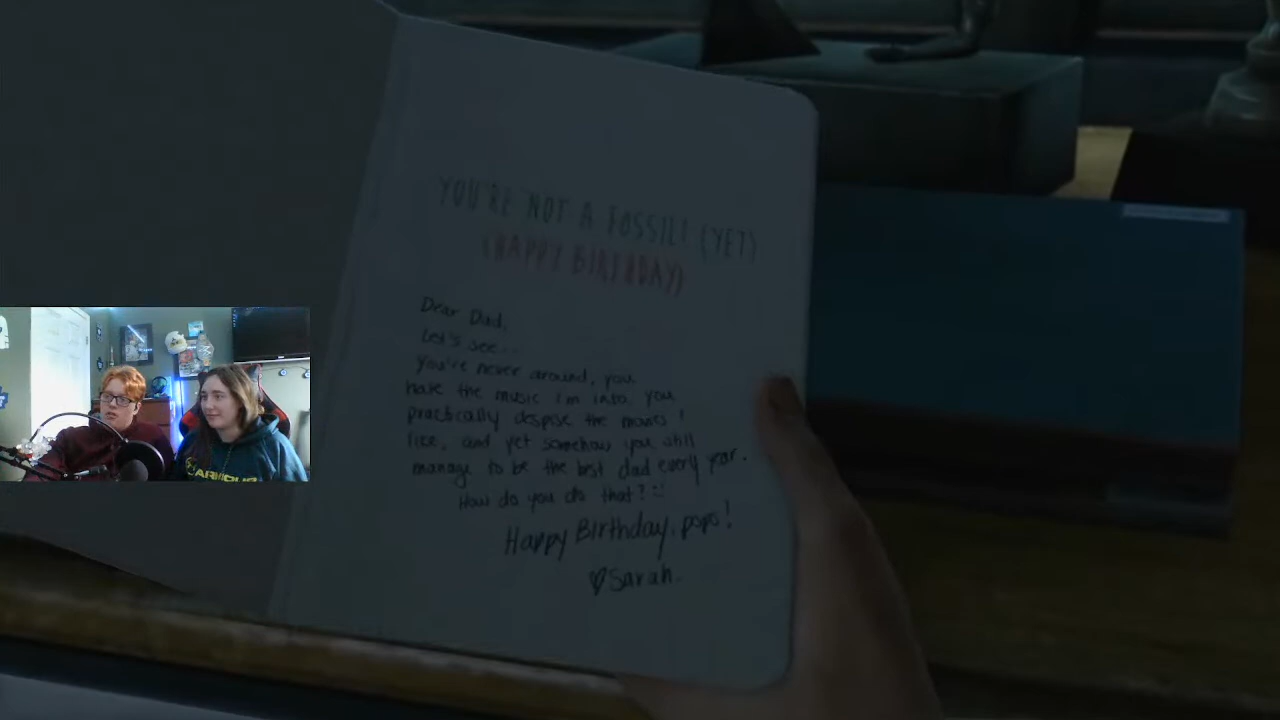 YOU'RE NOT A FOSSIL! (YET)
(HAPPY BIRTHDAY)
Dear Dad,
Let's see...
You're never around, you
hate the music I'm into, you
practically despise the movies I
like, and yet somehow you still
manage to be the best dad every year.
How do you do that? :)
Happy Birthday, pops!
♡Sarah.
ARMOUR